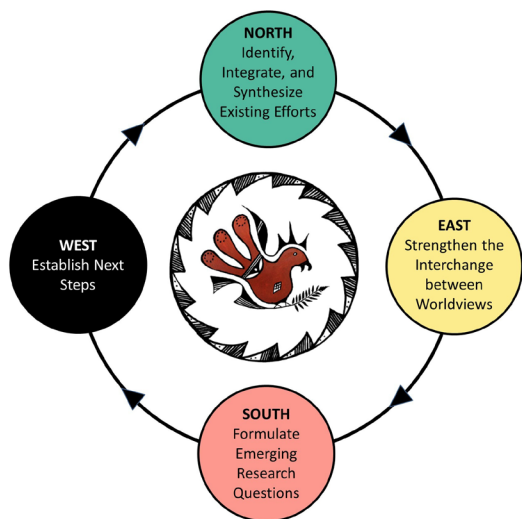 NORTH
Identify,
Integrate, and
Synthesize
Existing Efforts
EAST
Strengthen the
Interchange
between
Worldviews
SOUTH
Formulate
Emerging
Research
Questions
WEST
Establish Next
Steps